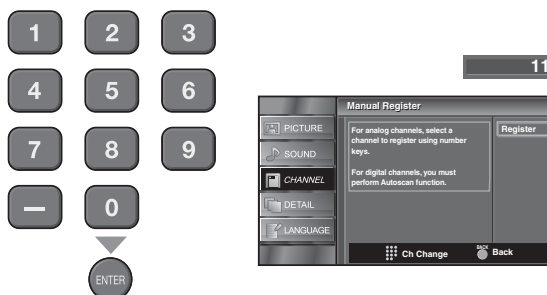 1 2 3
4 5 6
7 8 9
— 0
ENTER
11
Manual Register
PICTURE
SOUND
CHANNEL
DETAIL
LANGUAGE
For analog channels, select a
channel to register using number
keys.
For digital channels, you must
perform Autoscan function.
Register
Ch Change
BACK Back